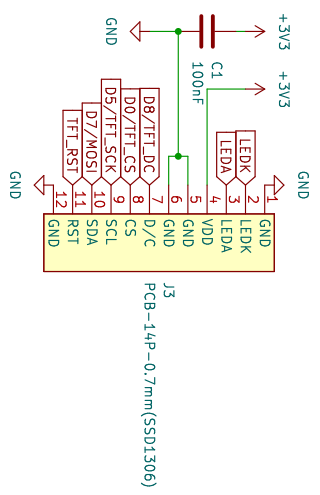 GND
+3V3
C1
100nF
+3V3
D8/TFT_DC
D0/TFT_CS
D5/TFT_SCK
D7/MOSI
TFT_RST
LEDK
LEDA
GND
GND
12
11
10
9
8
7
6
5
4
3
2
1
GND
RST
SDA
SCL
CS
D/C
GND
GND
VDD
LEDA
LEDK
GND
J3
PCB-14P-0.7mm(SSD1306)